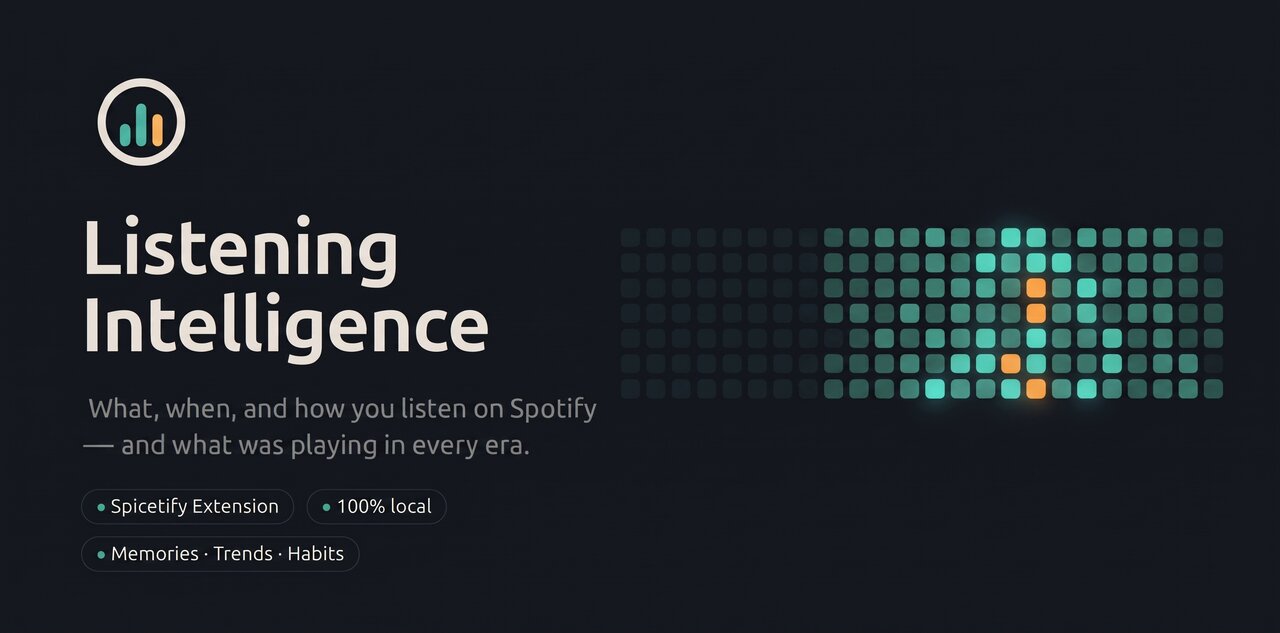 Listening
Intelligence
What, when, and how you listen on Spotify
— and what was playing in every era.
Spicetify Extension
100% local
Memories · Trends · Habits